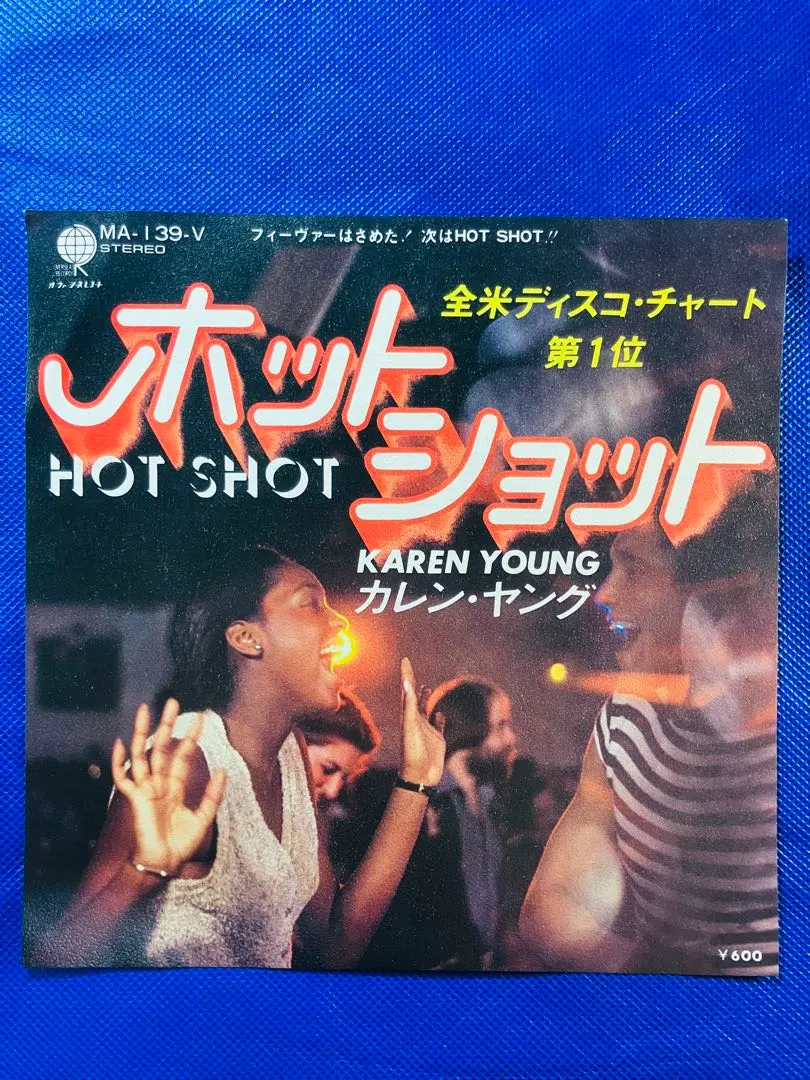 MA-139-V
STEREO
フィーヴァーはさめた! 次はHOT SHOT!!
全米ディスコ・チャート
第1位
ホット
ショット
HOT SHOT
KAREN YOUNG
カレン・ヤング
¥600